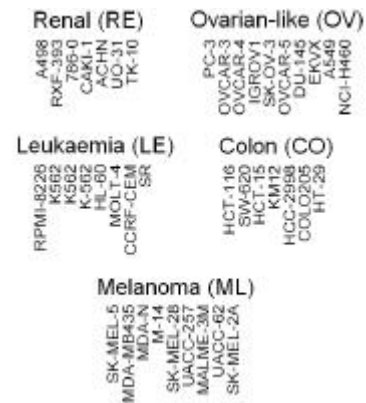 Renal (RE)
A498
RXF-393
786-0
CAKI-1
ACHN
UO-31
TK-10
Ovarian-like (OV)
PC-3
OVCAR-3
OVCAR-4
IGROV1
SK-OV-3
OVCAR-5
DU-145
EKVX
A549
NCI-H460
Leukaemia (LE)
RPMI-8226
K562
K562
K-562
HL-60
MOLT-4
CCRF-CEM
SR
Colon (CO)
HCT-116
SW-620
HCT-15
KM12
HCC-2998
COLO205
HT-29
Melanoma (ML)
SK-MEL-5
MDA-MB435
MDA-N
M-14
SK-MEL-28
UACC-257
MALME-3M
UACC-62
SK-MEL-2A